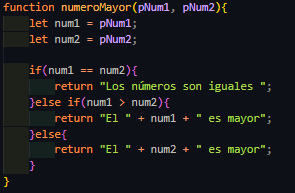 function numeroMayor(pNum1, pNum2){
    let num1 = pNum1;
    let num2 = pNum2;

    if(num1 == num2){
        return "Los números son iguales ";
    }else if(num1 > num2){
        return "El " + num1 + " es mayor";
    }else{
        return "El " + num2 + " es mayor";
    }
}